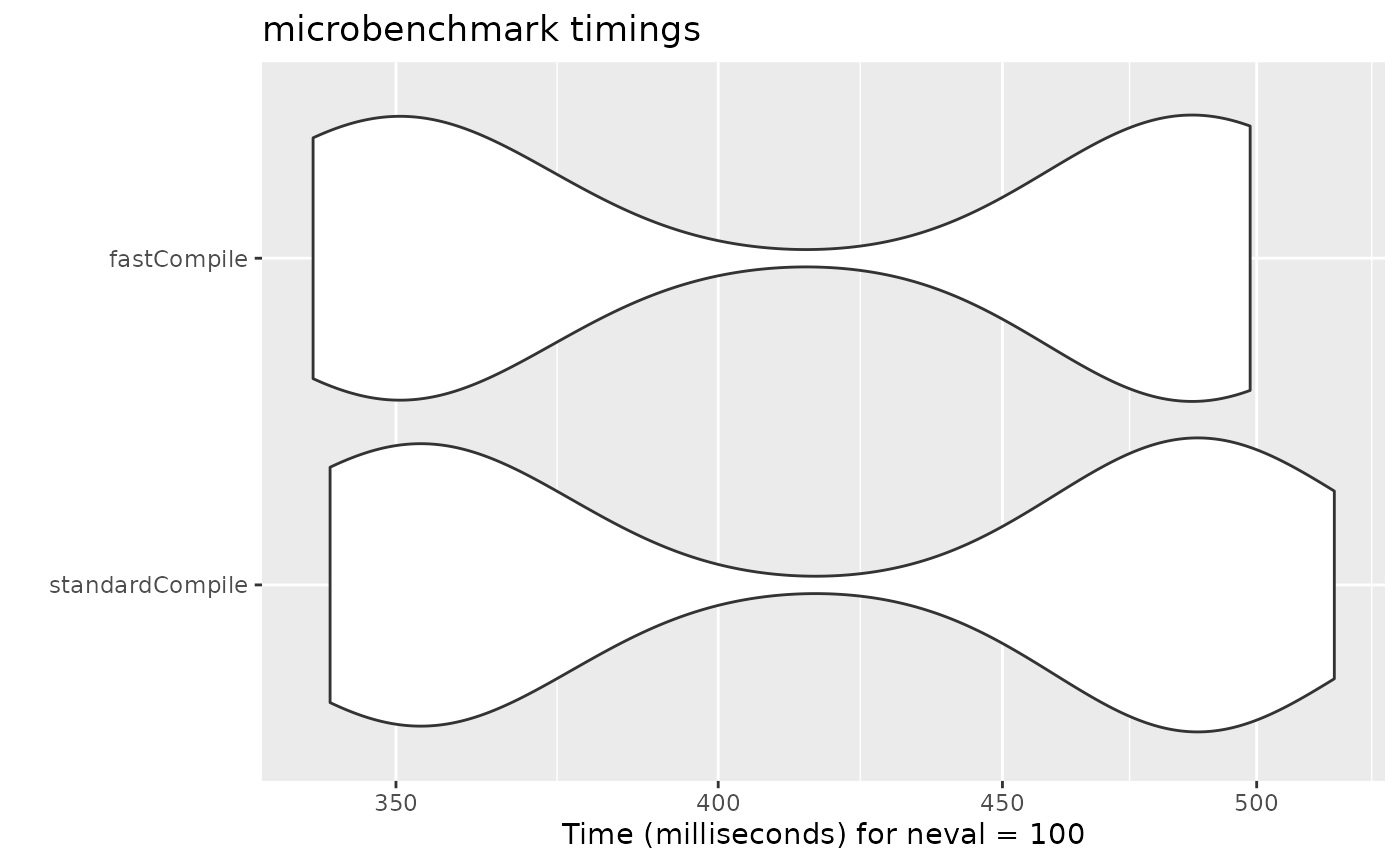 microbenchmark timings
fastCompile
standardCompile
350 400 450 500
Time (milliseconds) for neval = 100